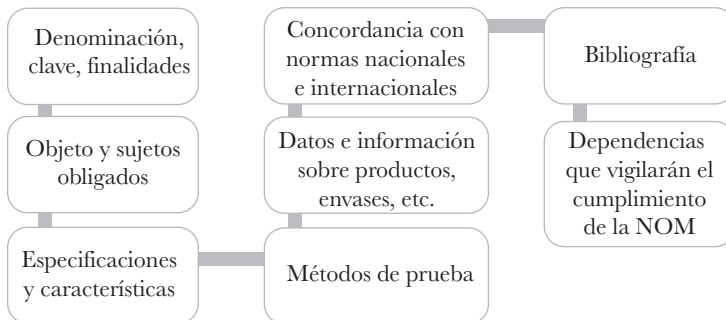 Denominación,
clave, finalidades
Objeto y sujetos
obligados
Especificaciones
y características
Métodos de prueba
Datos e información
sobre productos,
envases, etc.
Concordancia con
normas nacionales
e internacionales
Bibliografía
Dependencias
que vigilarán el
cumplimiento
de la NOM